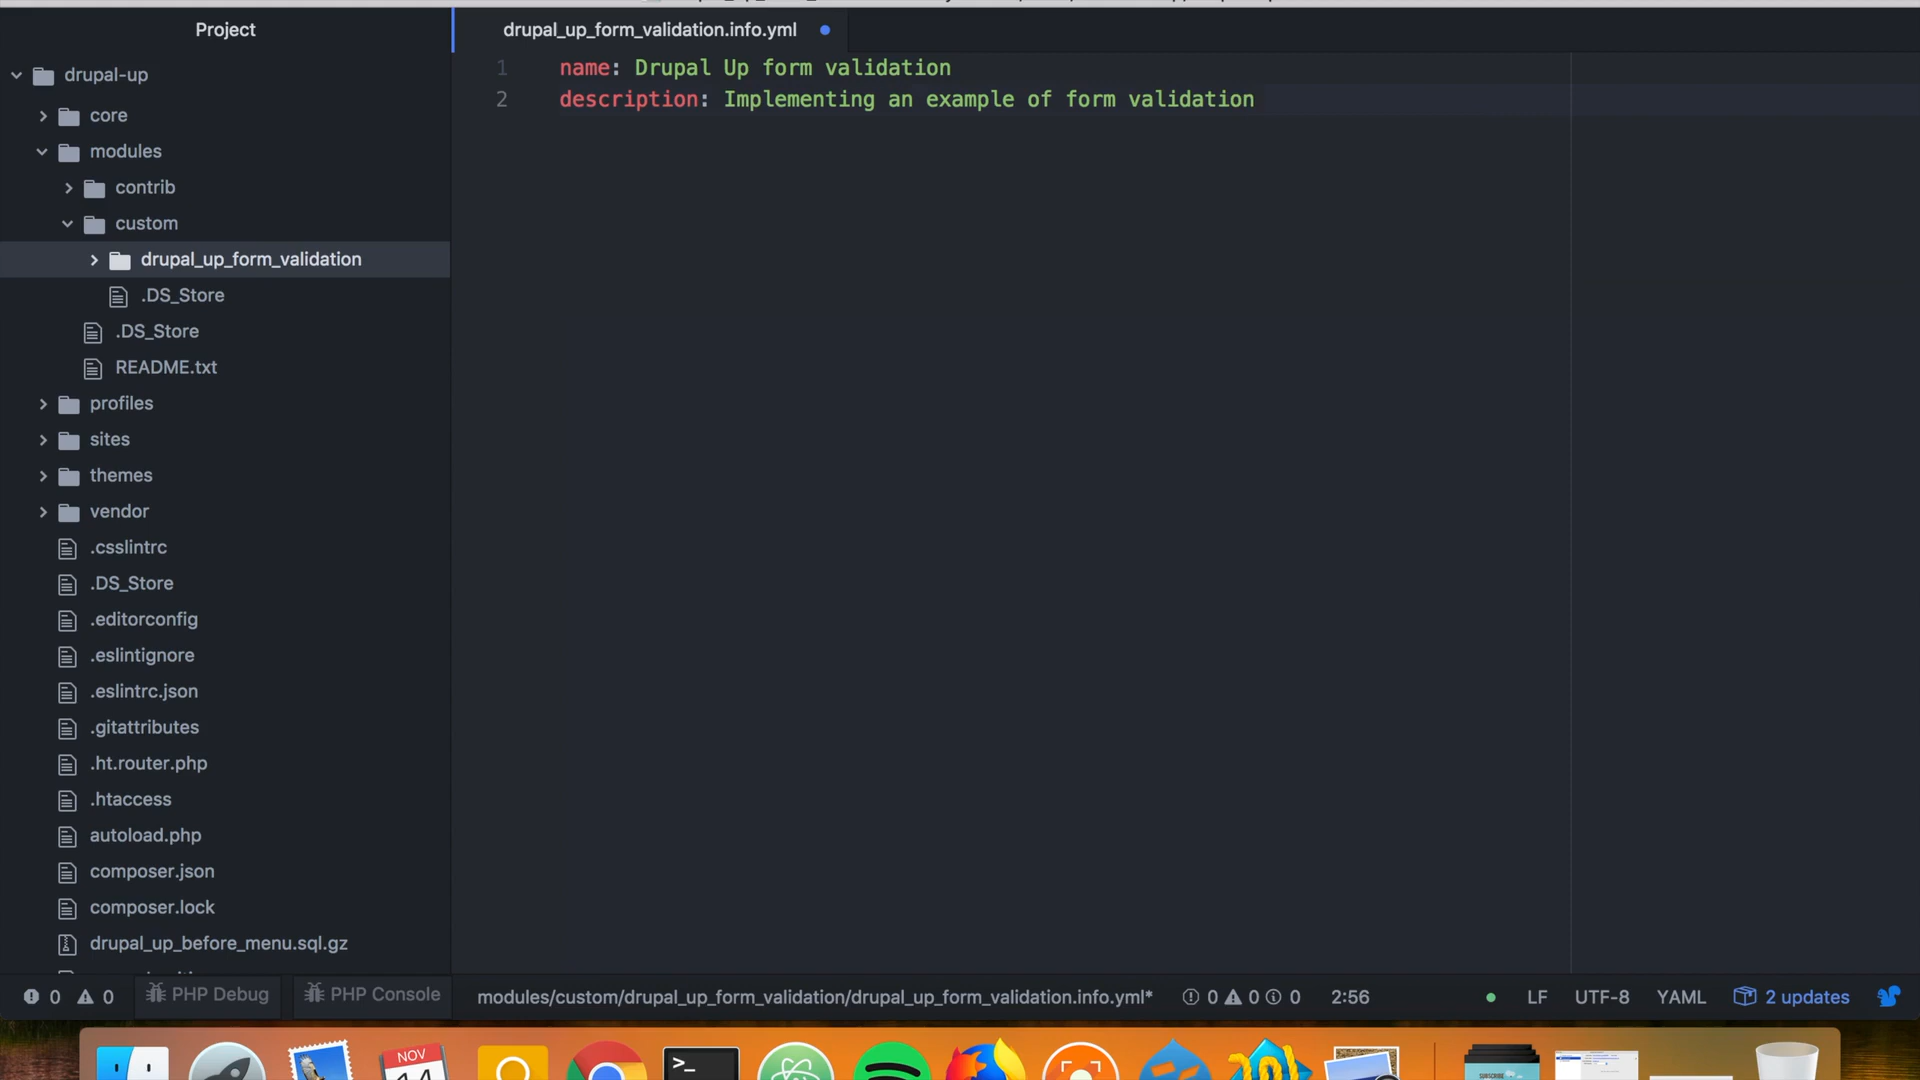 Project
drupal_up_form_validation.info.yml
drupal-up
core
modules
contrib
custom
drupal_up_form_validation
.DS_Store
.DS_Store
README.txt
profiles
sites
themes
vendor
.csslintrc
.DS_Store
.editorconfig
.eslintignore
.eslintrc.json
.gitattributes
.ht.router.php
.htaccess
autoload.php
composer.json
composer.lock
drupal_up_before_menu.sql.gz
1 name: Drupal Up form validation
2 description: Implementing an example of form validation
0 0 PHP Debug PHP Console modules/custom/drupal_up_form_validation/drupal_up_form_validation.info.yml* 0 0 0 2:56 LF UTF-8 YAML 2 updates
NOV
14
>_
SUBSCRIBE